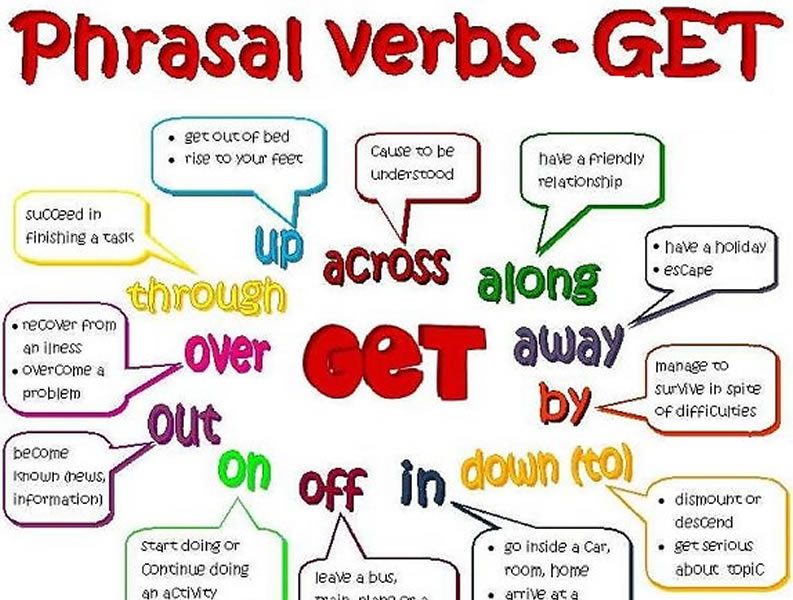 Phrasal verbs - GET
get out of bed
rise to your feet
cause to be
understood
have a friendly
relationship
succeed in
finishing a task
up
across
along
have a holiday
escape
through
recover from
an ilness
overcome a
problem
over
GET
away
manage to
survive in spite
of difficulties
by
out
become
known (news,
information)
on
off
in
down (to)
dismount or
descend
get serious
about topic
start doing or
continue doing
an activity
leave a bus,
train, plane or a
go inside a car,
room, home
arrive at a